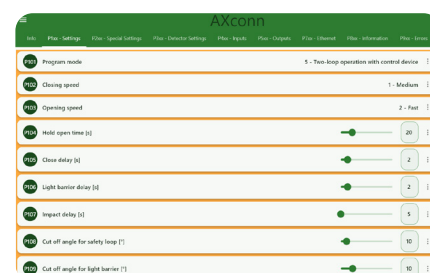 AXconn
Info P1xx - Settings P2xx - Special Settings P3xx - Detector Settings P4xx - Inputs P5xx - Outputs P7xx - Ethernet P8xx - Information P9xx - Errors
P101 Program mode 5 - Two-loop operation with control device
P102 Closing speed 1 - Medium
P103 Opening speed 2 - Fast
P104 Hold open time [s] 20
P105 Close delay [s] 2
P106 Light barrier delay [s] 2
P107 Impact delay [s] 5
P108 Cut off angle for safety loop [°] 10
P109 Cut off angle for light barrier [°] 10